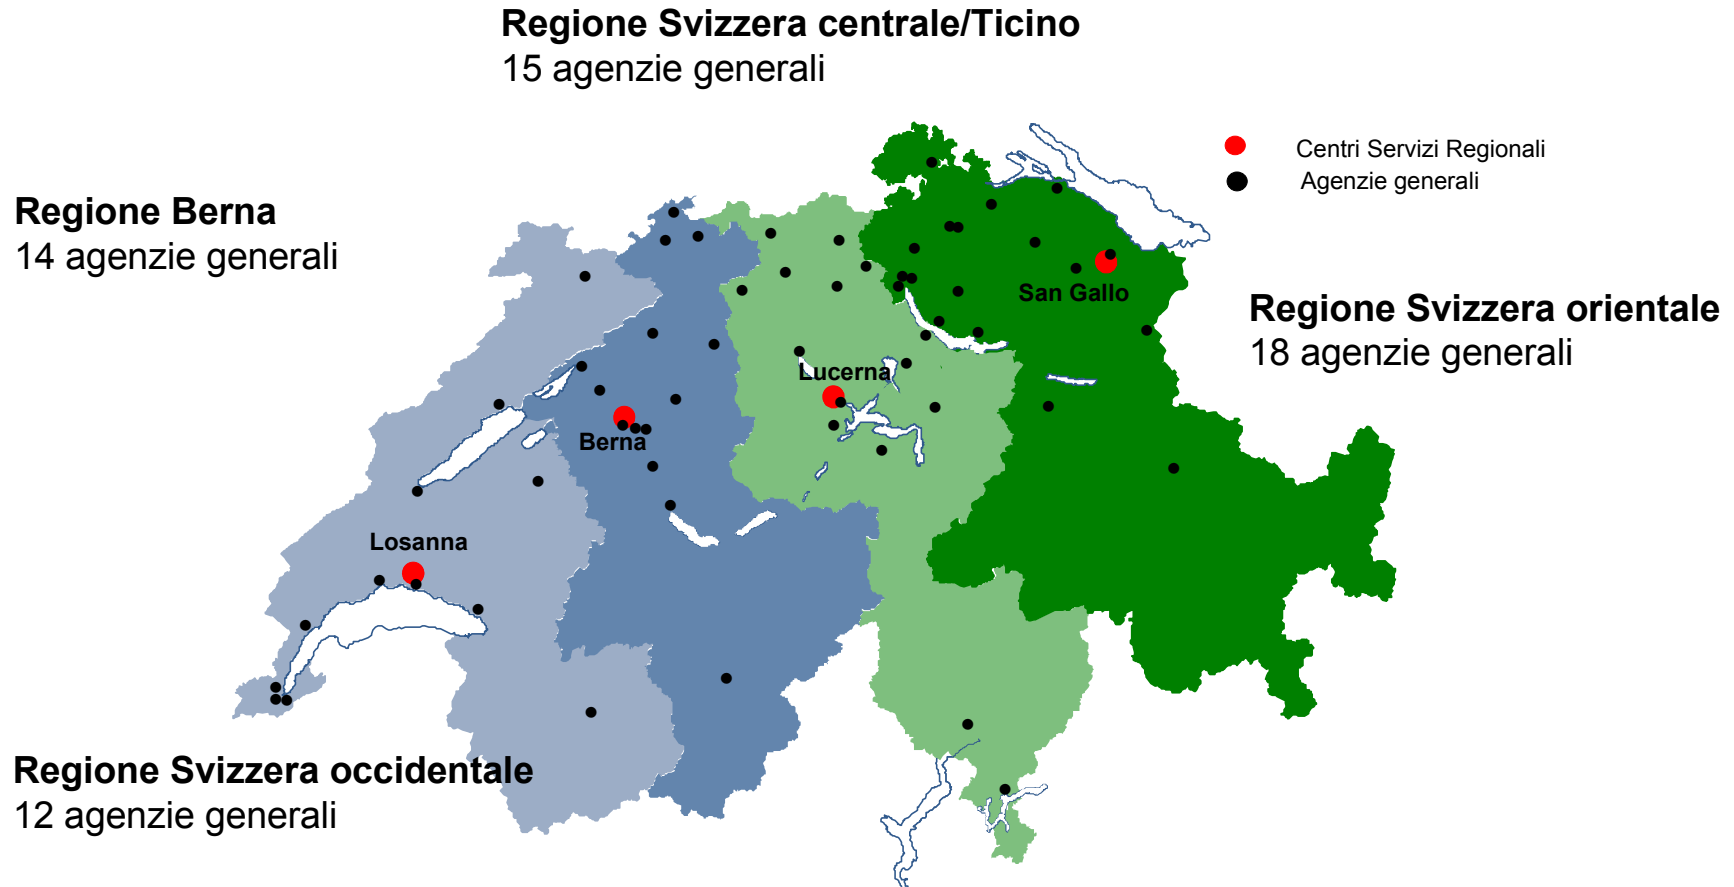 Regione Svizzera centrale/Ticino
15 agenzie generali
Centri Servizi Regionali
Agenzie generali
Regione Berna
14 agenzie generali
San Gallo
Regione Svizzera orientale
18 agenzie generali
Lucerna
Berna
Losanna
Regione Svizzera occidentale
12 agenzie generali